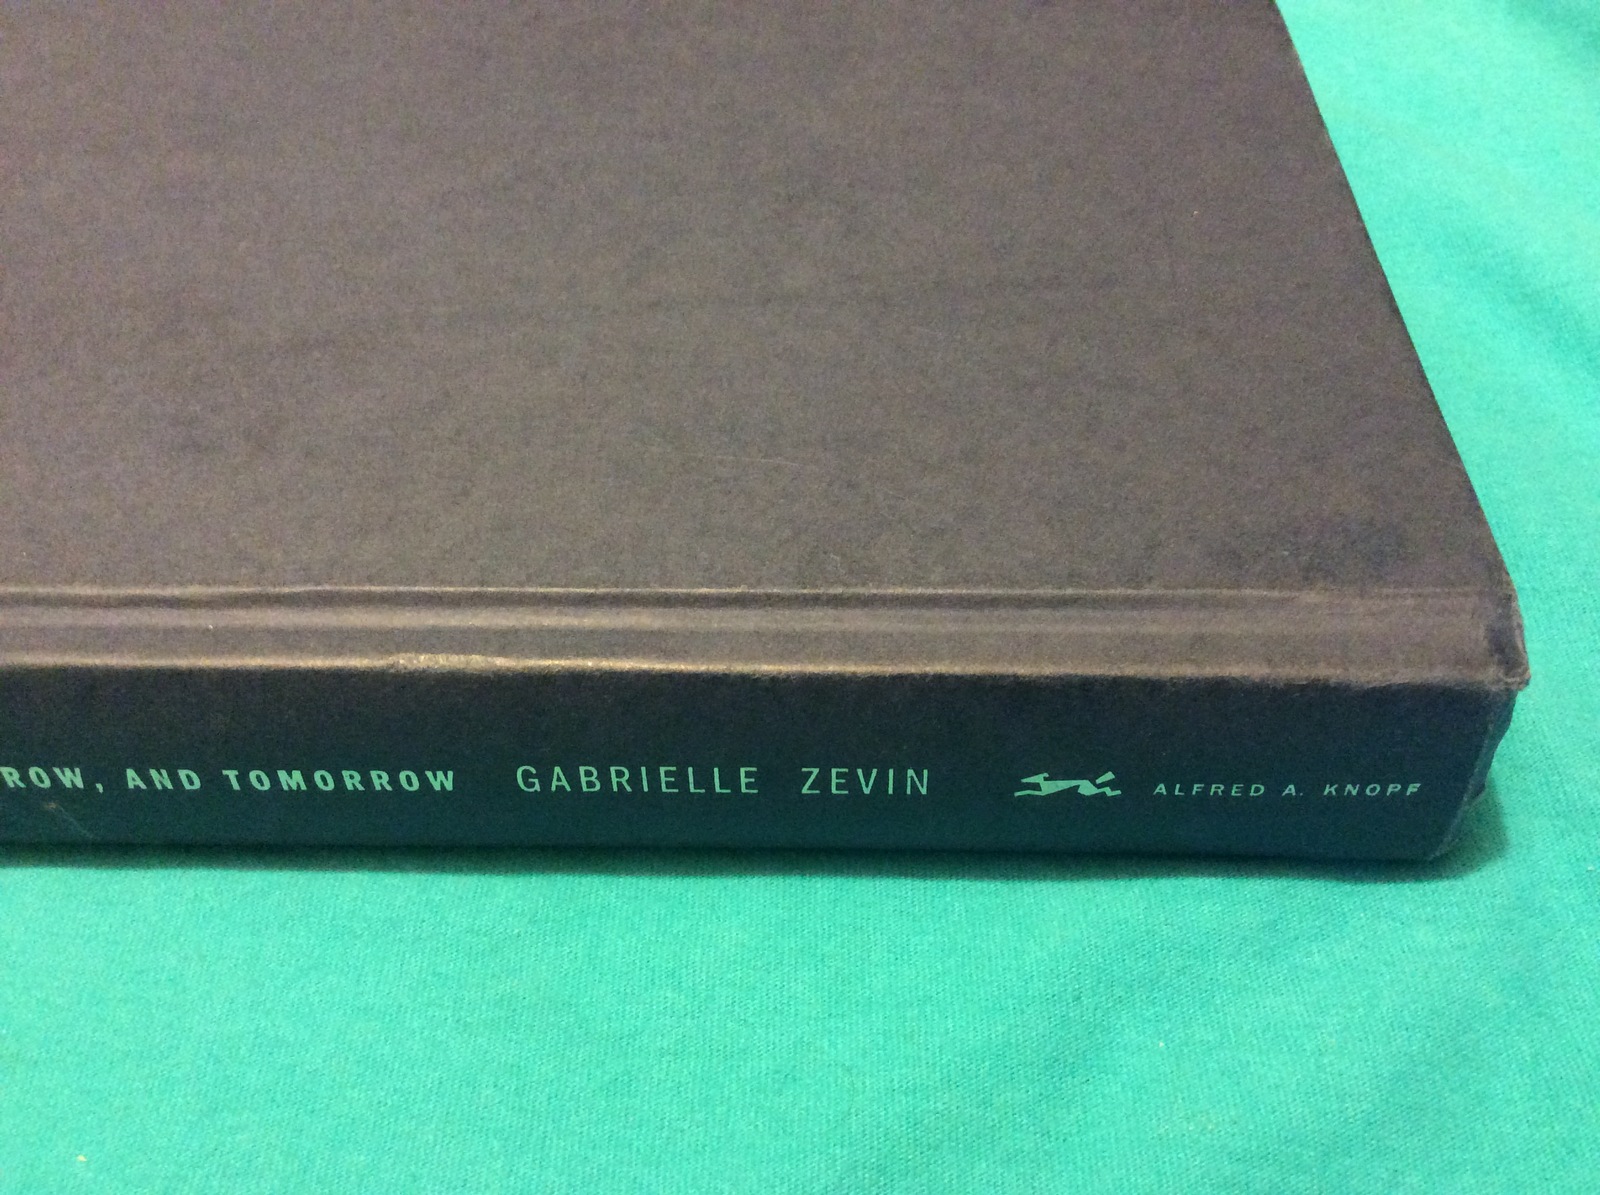 ROW, AND TOMORROW GABRIELLE ZEVIN ALFRED A. KNOPF